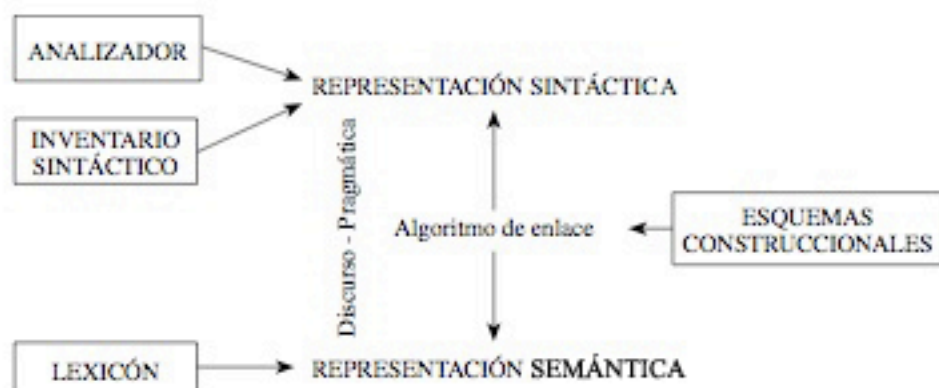 ANALIZADOR
REPRESENTACIÓN SINTÁCTICA
INVENTARIO
SINTÁCTICO
Discurso - Pragmática
Algoritmo de enlace
ESQUEMAS
CONSTRUCCIONALES
LEXICÓN
REPRESENTACIÓN SEMÁNTICA